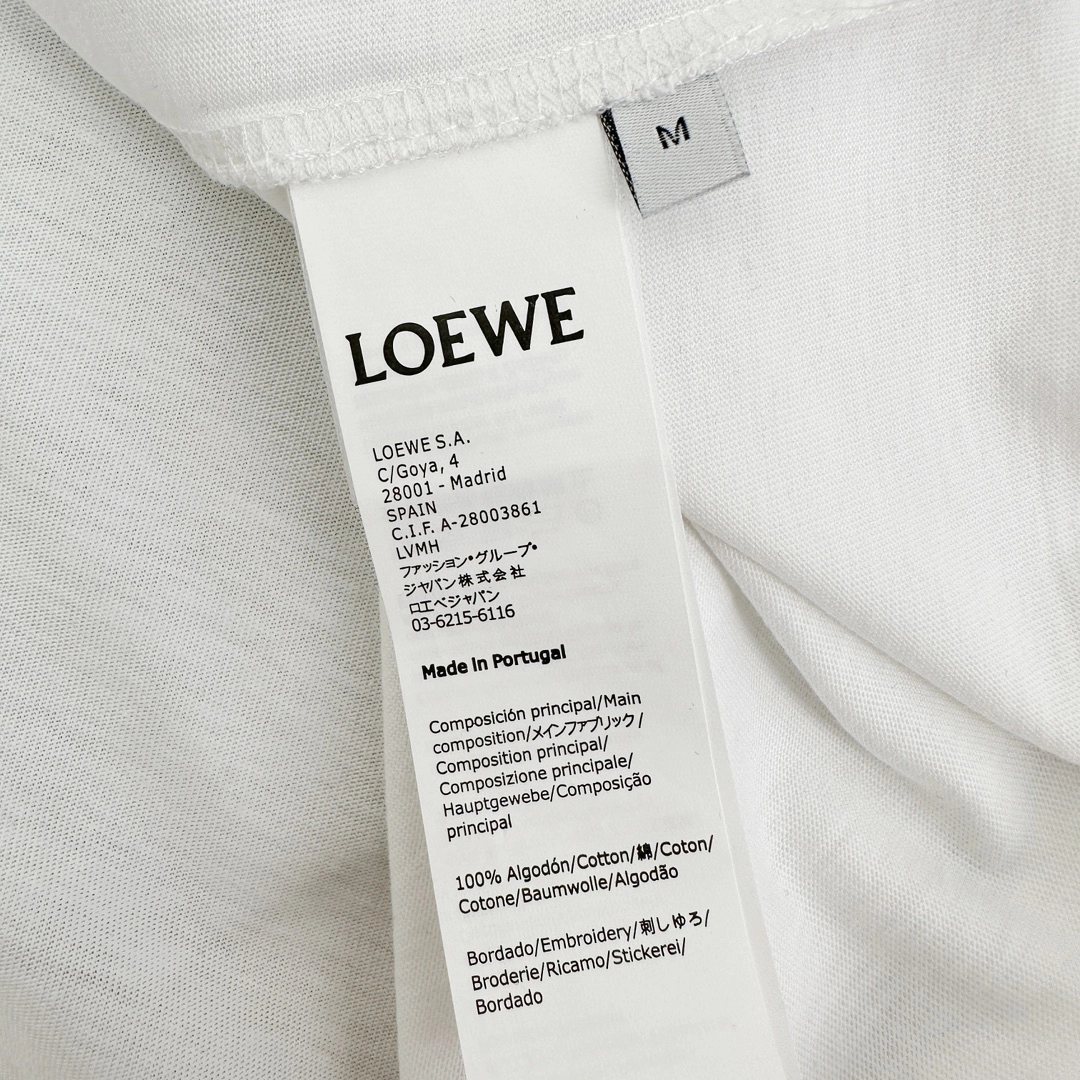 M
LOEWE
LOEWE S.A.
C/Goya, 4
28001 - Madrid
SPAIN
C.I.F. A-28003861
LVMH
ファッション・グループ・
ジャパン株式会社
ロエベジャパン
03-6215-6116
Made in Portugal
Composición principal/Main
composition/メインファブリック/
Composition principal/
Composizione principale/
Hauptgewebe/Composição
principal
100% Algodón/Cotton/綿/Coton/
Cotone/Baumwolle/Algodão
Bordado/Embroidery/刺しゆろ/
Broderie/Ricamo/Stickerei/
Bordado